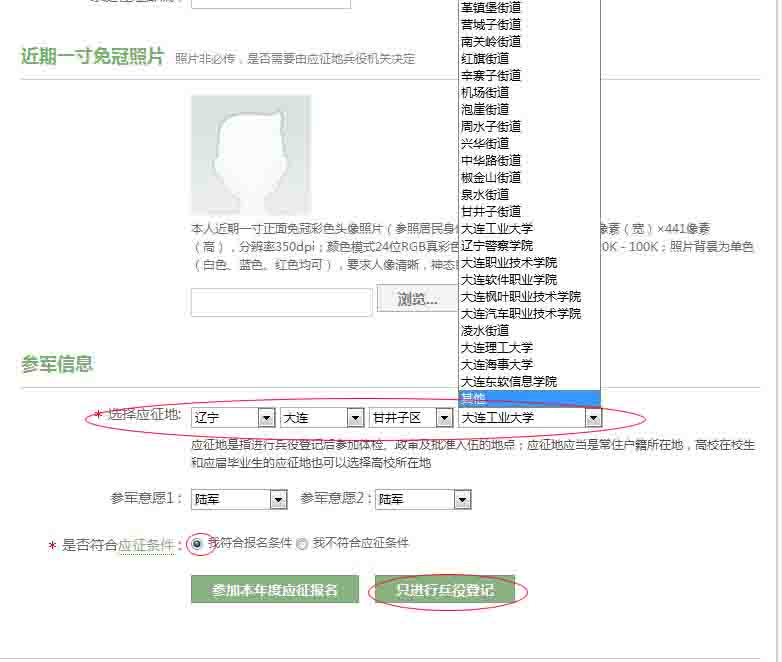 革镇堡街道
营城子街道
南关岭街道
近期一寸免冠照片 照片非必传，是否需要由应征地兵役机关决定
红旗街道
辛寨子街道
机场街道
泡崖街道
周水子街道
兴华街道
中华路街道
椒金山街道
泉水街道
甘井子街道
本人近期一寸正面免冠彩色头像照片（参照居民身 大连工业大学 像素（宽）×441像素
（高），分辨率350dpi；颜色模式24位RGB真彩色 辽宁警察学院 0K - 100K；照片背景为单色
（白色、蓝色、红色均可），要求人像清晰，神态 大连职业技术学院
大连软件职业技术学院
浏览... 大连枫叶职业技术学院
大连汽车职业技术学院
凌水街道
大连理工大学
参军信息 大连海事大学
大连东软信息学院
其他
* 选择应征地: 辽宁 大连 甘井子区 大连工业大学
应征地是指进行兵役登记后参加体检、政审及批准入伍的地点；应征地应当是常住户籍所在地，高校在校生
和应届毕业生的应征地也可以选择高校所在地
参军意愿1： 陆军 参军意愿2： 陆军
* 是否符合应征条件： 我符合报名条件 我不符合应征条件
参加本年度应征报名 只进行兵役登记